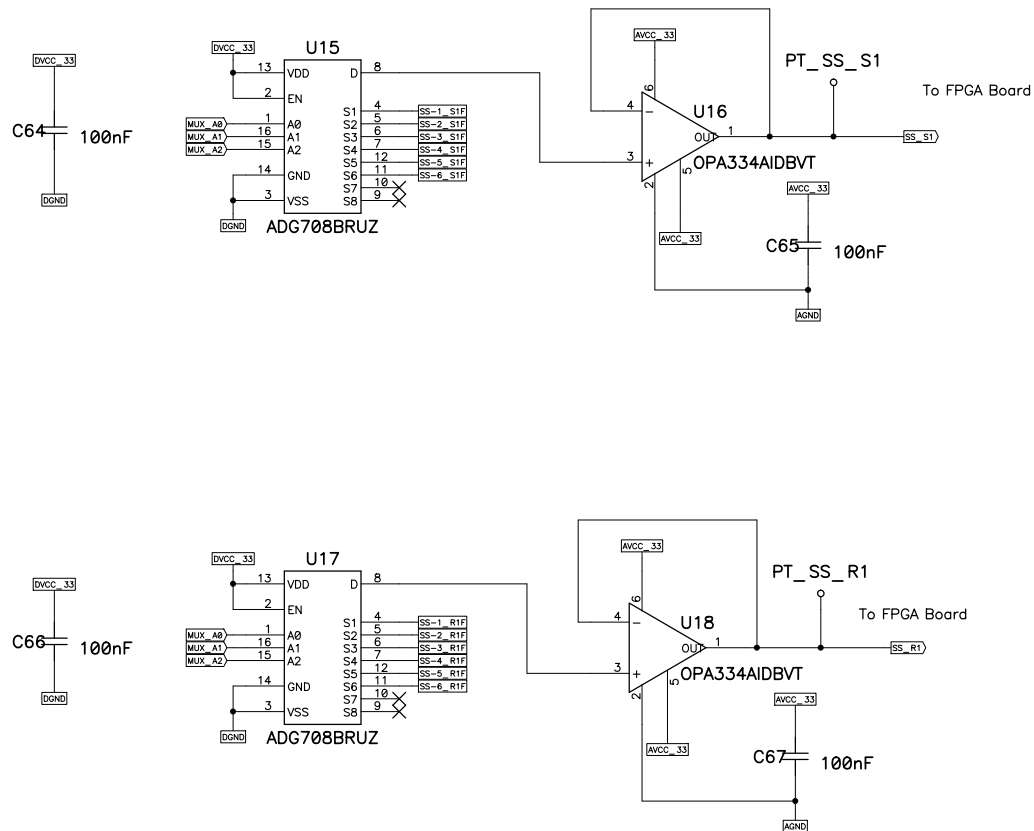 DVCC_33
C64
100nF
DGND
DVCC_33
U15
13 VDD D 8
2 EN
S1 4 SS-1_S1F
MUX_A0 1 A0 S2 5 SS-2_S1F
MUX_A1 16 A1 S3 6 SS-3_S1F
MUX_A2 15 A2 S4 7 SS-4_S1F
S5 12 SS-5_S1F
14 GND S6 11 SS-6_S1F
S7 10
3 VSS S8 9
DGND
ADG708BRUZ
AVCC_33
6
4 −
U16
OUT 1
3 +
OPA334AIDBVT
2
5
AVCC_33
PT_SS_S1
To FPGA Board
SS_S1
AVCC_33
C65
100nF
AGND
DVCC_33
C66
100nF
DGND
DVCC_33
U17
13 VDD D 8
2 EN
S1 4 SS-1_R1F
MUX_A0 1 A0 S2 5 SS-2_R1F
MUX_A1 16 A1 S3 6 SS-3_R1F
MUX_A2 15 A2 S4 7 SS-4_R1F
S5 12 SS-5_R1F
14 GND S6 11 SS-6_R1F
S7 10
3 VSS S8 9
DGND
ADG708BRUZ
AVCC_33
6
4 −
U18
OUT 1
3 +
OPA334AIDBVT
2
5
AVCC_33
PT_SS_R1
To FPGA Board
SS_R1
AVCC_33
C67
100nF
AGND